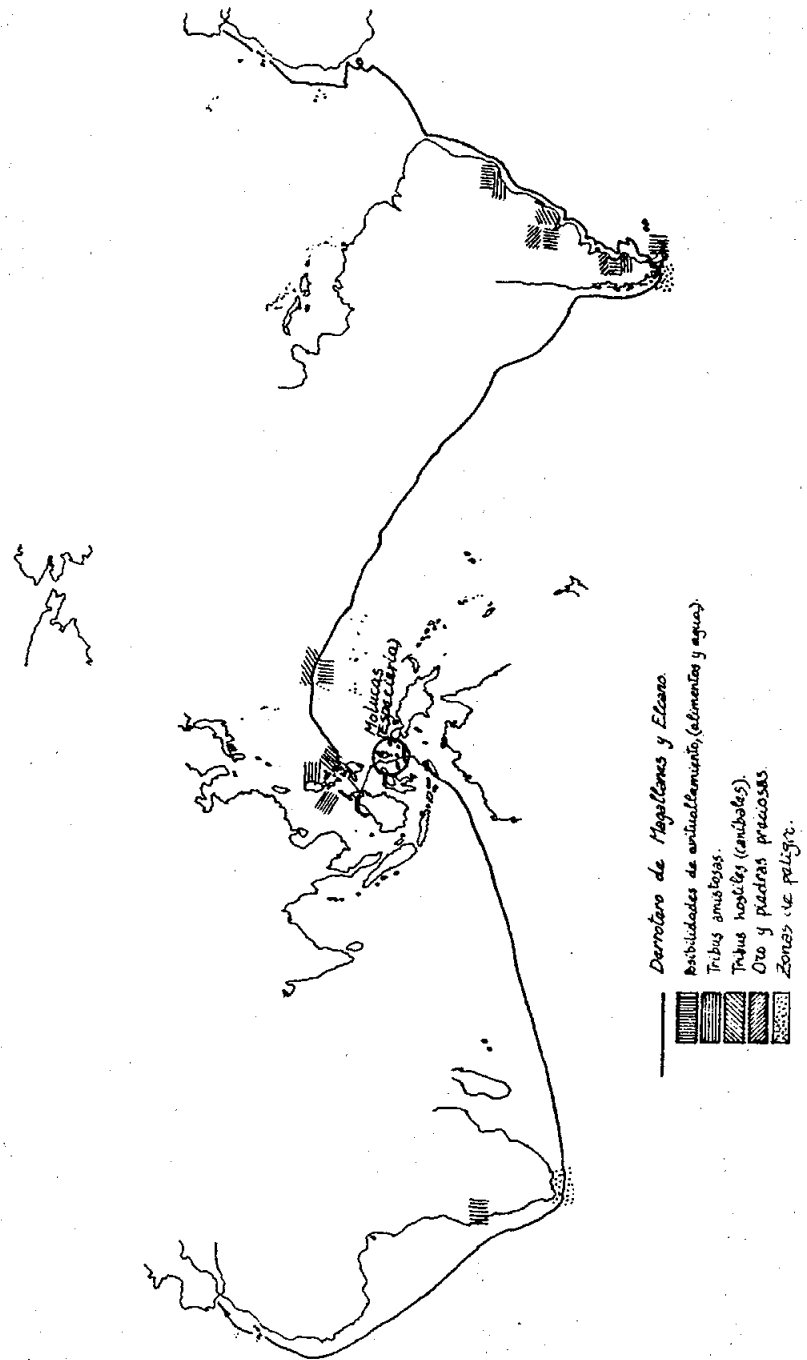 Molucas
(Especiería)
Derrotero de Magallanes y Elcano.
Posibilidades de avituallamiento, (alimentos y agua).
Tribus amistosas.
Tribus hostiles (caníbales).
Oro y piedras preciosas.
Zonas de peligro.